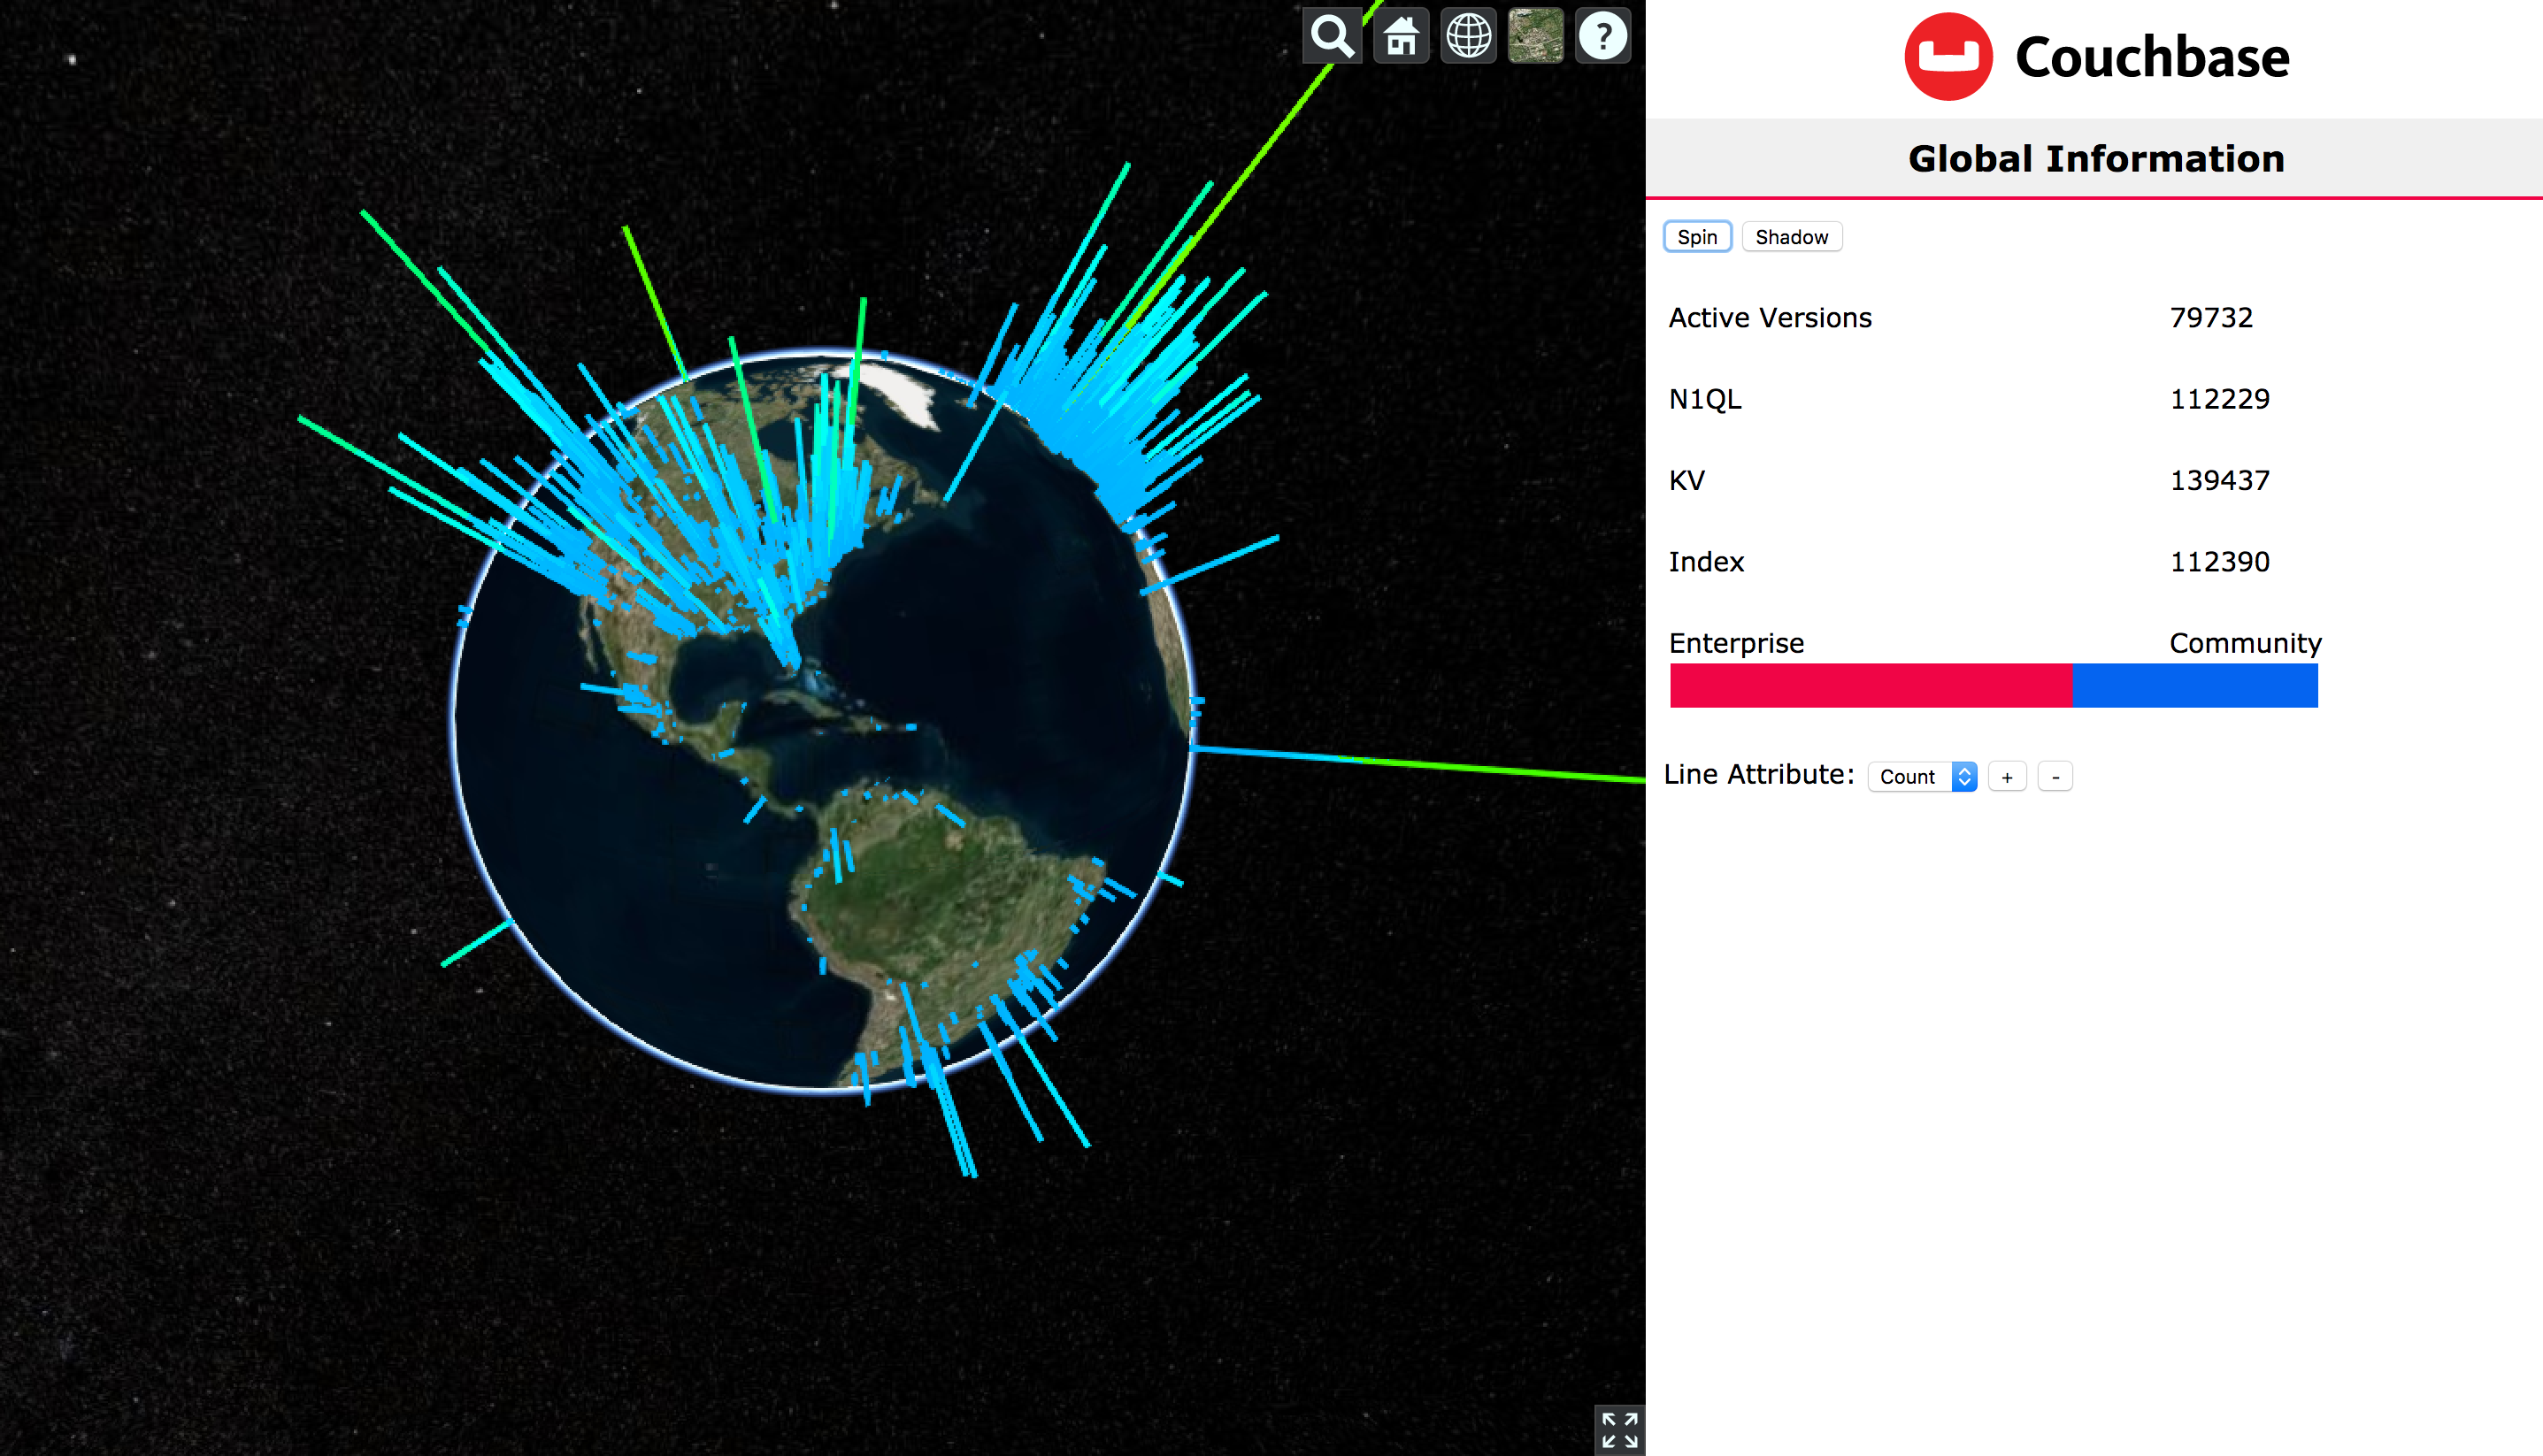 ?
Couchbase
Global Information
Spin Shadow
Active Versions 79732
N1QL 112229
KV 139437
Index 112390
Enterprise Community
Line Attribute: Count + -